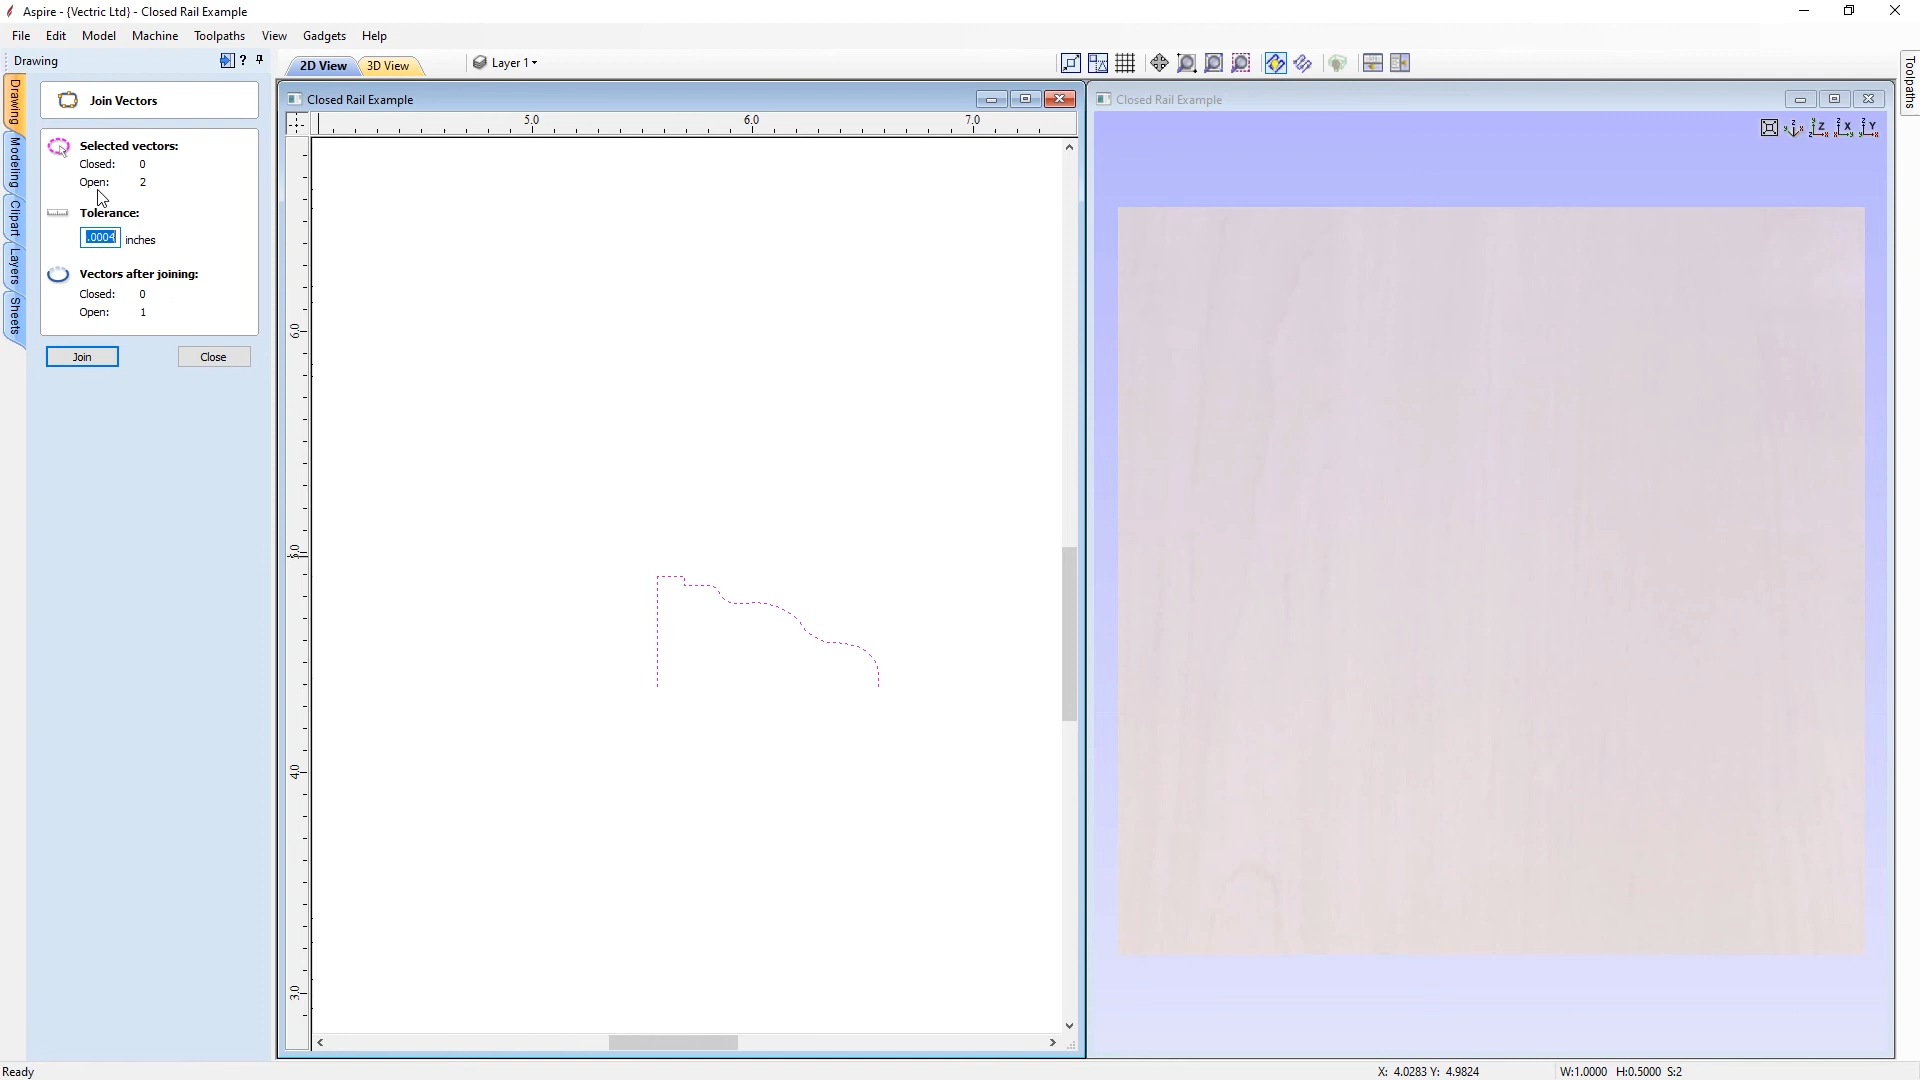 Aspire - {Vectric Ltd} - Closed Rail Example
File Edit Model Machine Toolpaths View Gadgets Help
Drawing
2D View
3D View
Layer 1
Toolpaths
Drawing
Modeling
Clipart
Layers
Sheets
Join Vectors
Selected vectors:
Closed: 0
Open: 2
Tolerance:
.0004 inches
Vectors after joining:
Closed: 0
Open: 1
Join
Close
Closed Rail Example
5.0 6.0 7.0
6.0
5.0
4.0
3.0
Closed Rail Example
Ready
X: 4.0283 Y: 4.9824
W:1.0000 H:0.5000 S:2